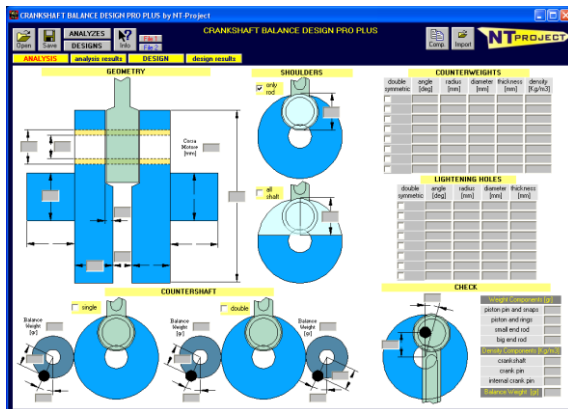 CRANKSHAFT BALANCE DESIGN PRO PLUS by NT-Project
Open
Save
ANALYZES
DESIGNS
Info
File 1
File 2
CRANKSHAFT BALANCE DESIGN PRO PLUS
Comp
Import
NTPROJECT
ANALYSIS
analysis results
DESIGN
design results
GEOMETRY
Corsa
Motore
[mm]
SHOULDERS
only
rod
all
shaft
COUNTERWEIGHTS
double symmetric
angle [deg]
radius [mm]
diameter [mm]
thickness [mm]
density [Kg/m3]
LIGHTENING HOLES
double symmetric
angle [deg]
radius [mm]
diameter [mm]
thickness [mm]
COUNTERSHAFT
single
double
Balance
Weight
[gr]
Balance
Weight
[gr]
Balance
Weight
[gr]
CHECK
Weight Components [gr]
piston pin and snaps
piston and rings
small end rod
big end rod
Density Components [Kg/m3]
crankshaft
crank pin
internal crank pin
Balance Weight [gr]